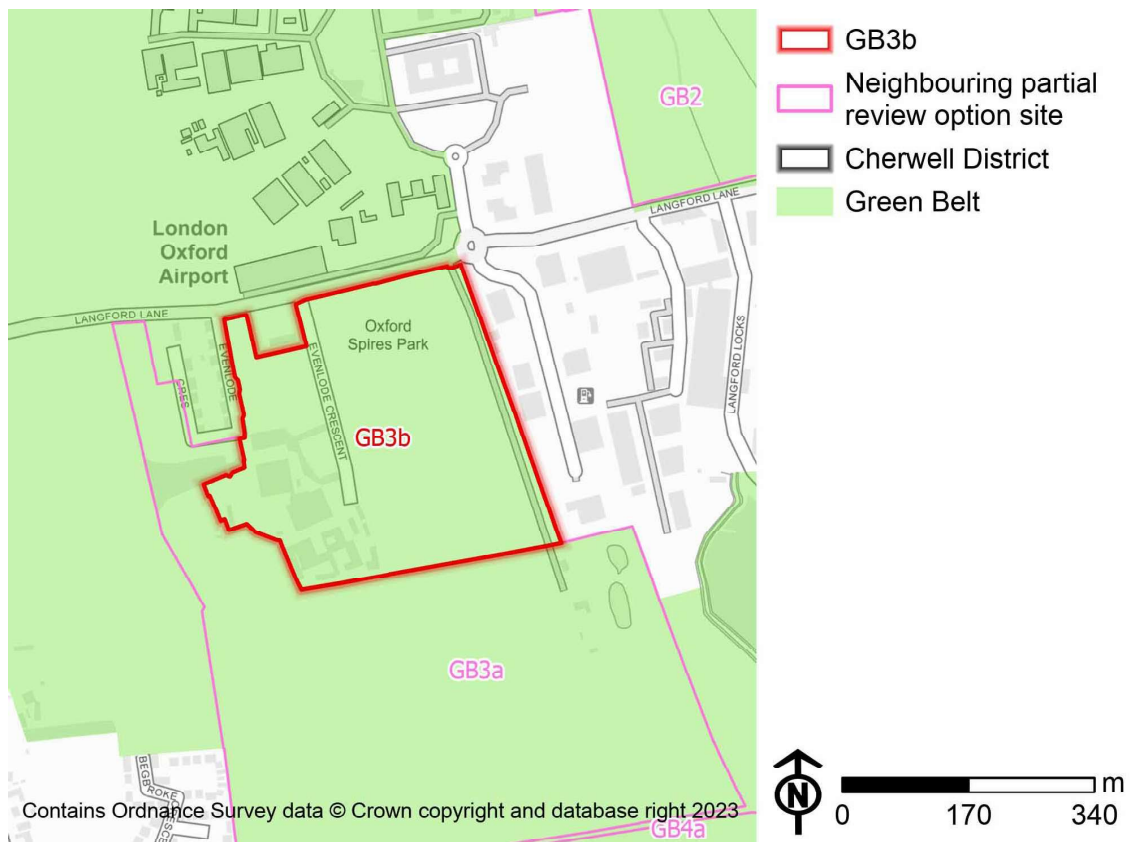 GB2
LANGFORD LANE
London
Oxford
Airport
LANGFORD LANE
Oxford
Spires Park
EVENLODE
CRES
EVENLODE CRESCENT
LANGFORD LOCKS
GB3b
GB3a
BEGBROKE CRESCE
Contains Ordnance Survey data © Crown copyright and database right 2023
GB4a
GB3b
Neighbouring partial
review option site
Cherwell District
Green Belt
N
m
0 170 340